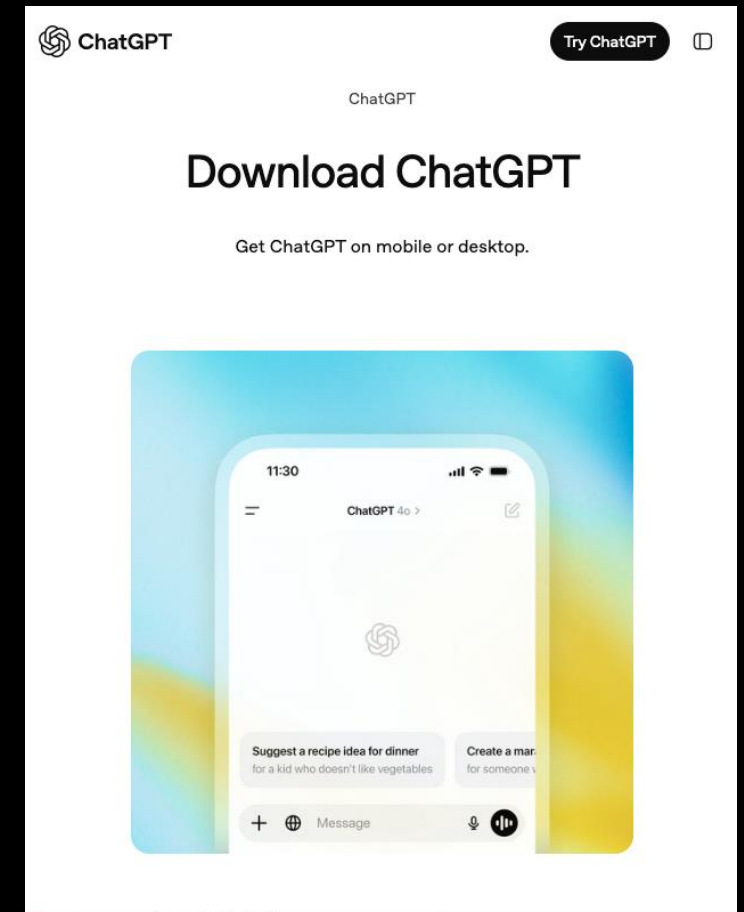 ChatGPT
Try ChatGPT
ChatGPT
Download ChatGPT
Get ChatGPT on mobile or desktop.
11:30
ChatGPT 4o >
Suggest a recipe idea for dinner
for a kid who doesn't like vegetables
Create a mar
for someone
Message